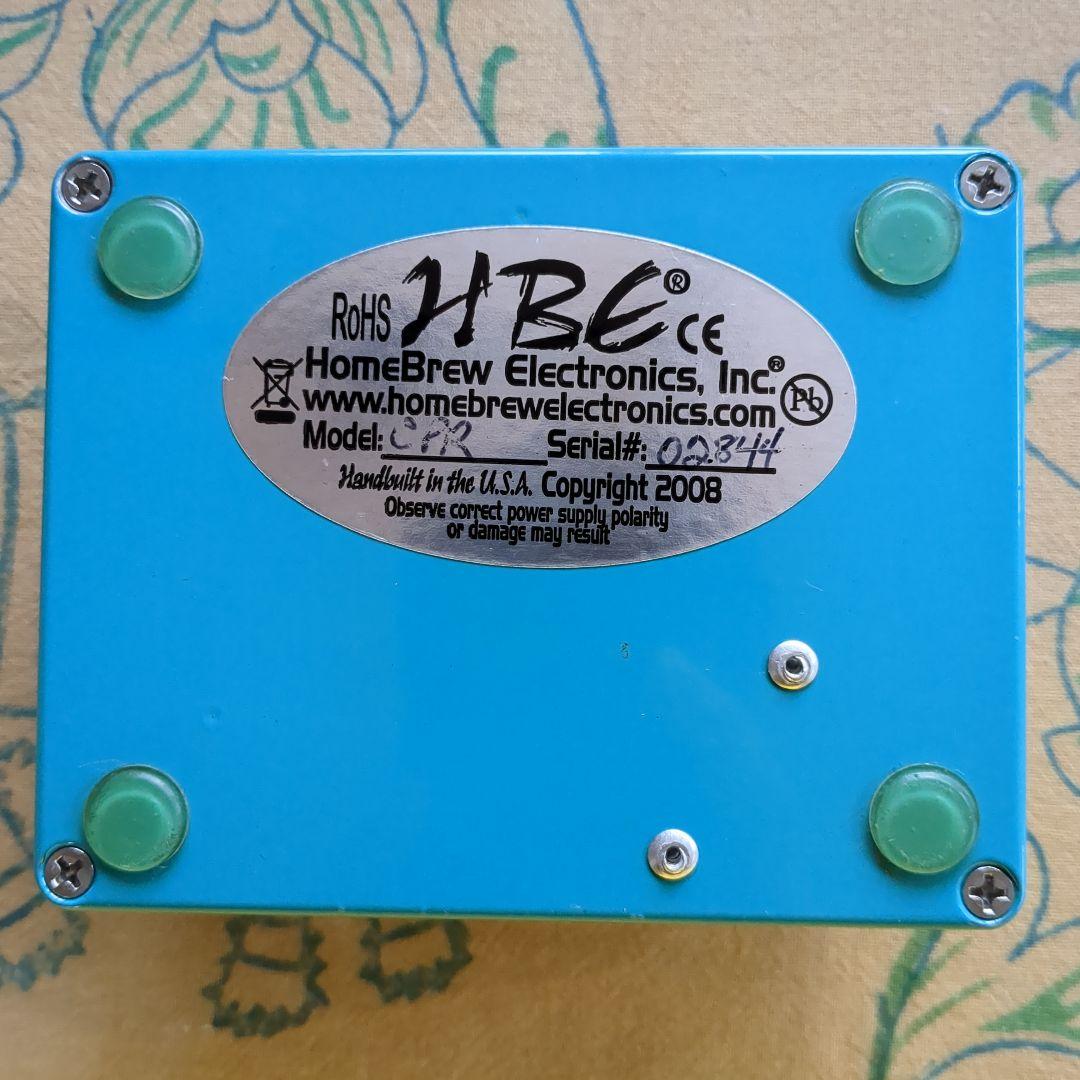 RoHS HBE® CE
HomeBrew Electronics, Inc.®
www.homebrewelectronics.com Pb
Model: CPR Serial#: 02844
Handbuilt in the U.S.A. Copyright 2008
Observe correct power supply polarity
or damage may result